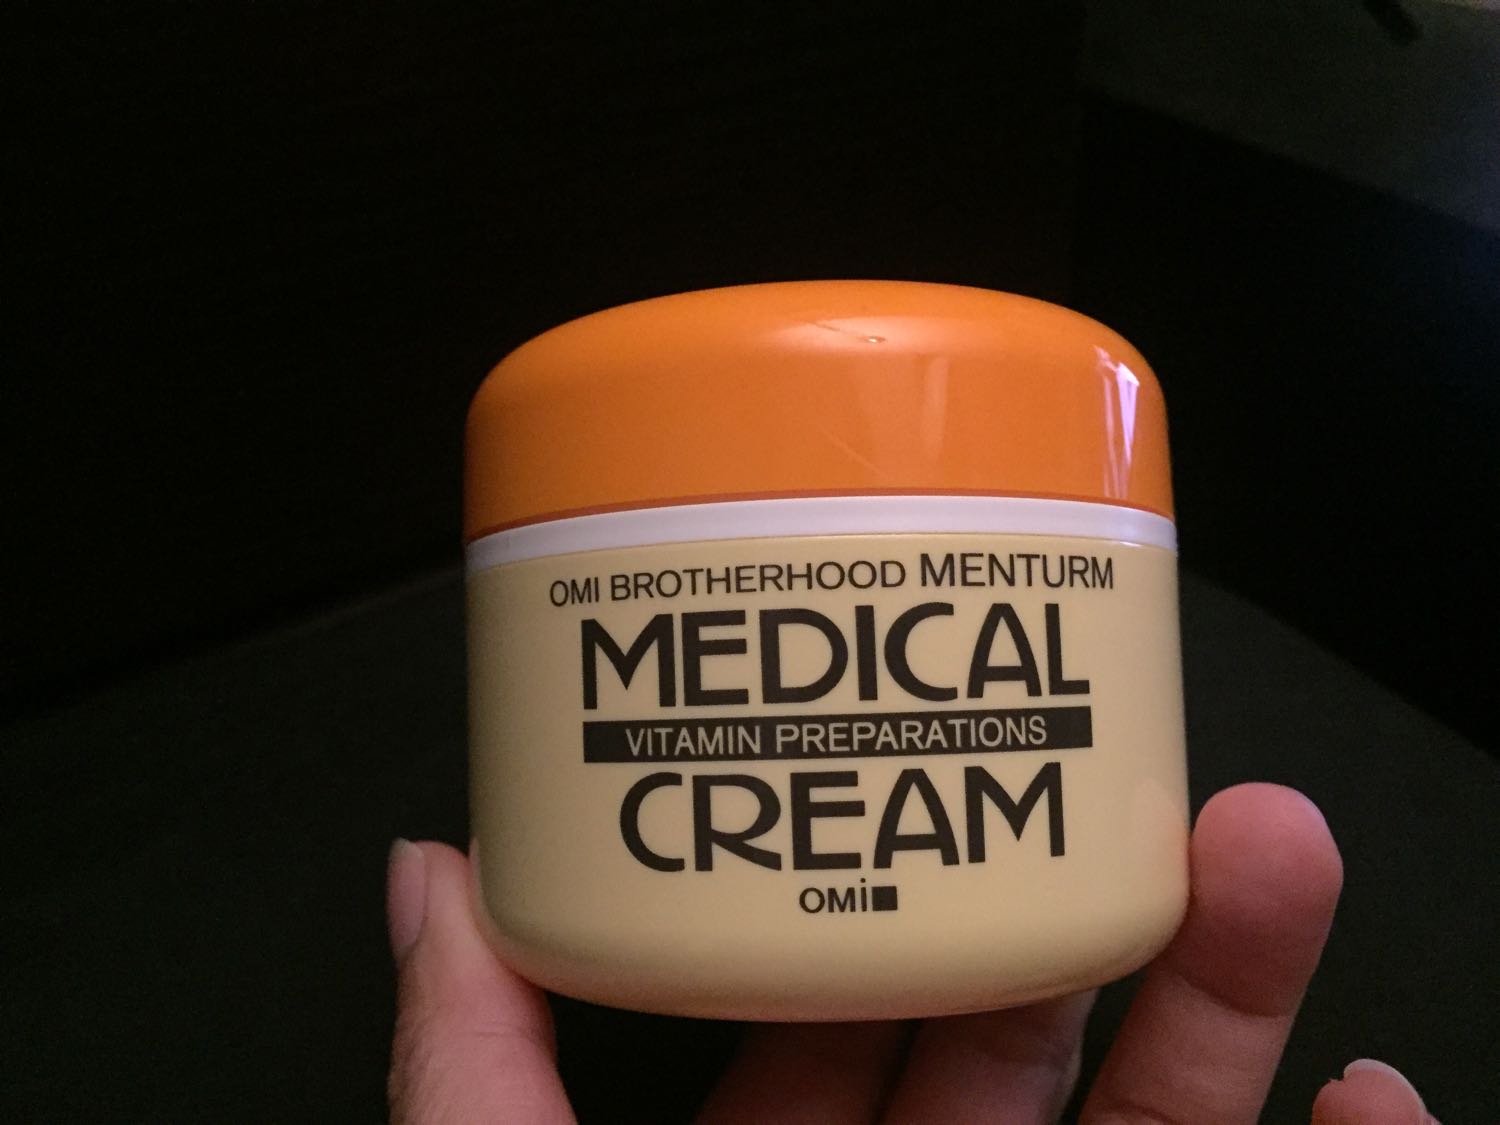 OMI BROTHERHOOD MENTURM
MEDICAL
VITAMIN PREPARATIONS
CREAM
OMi